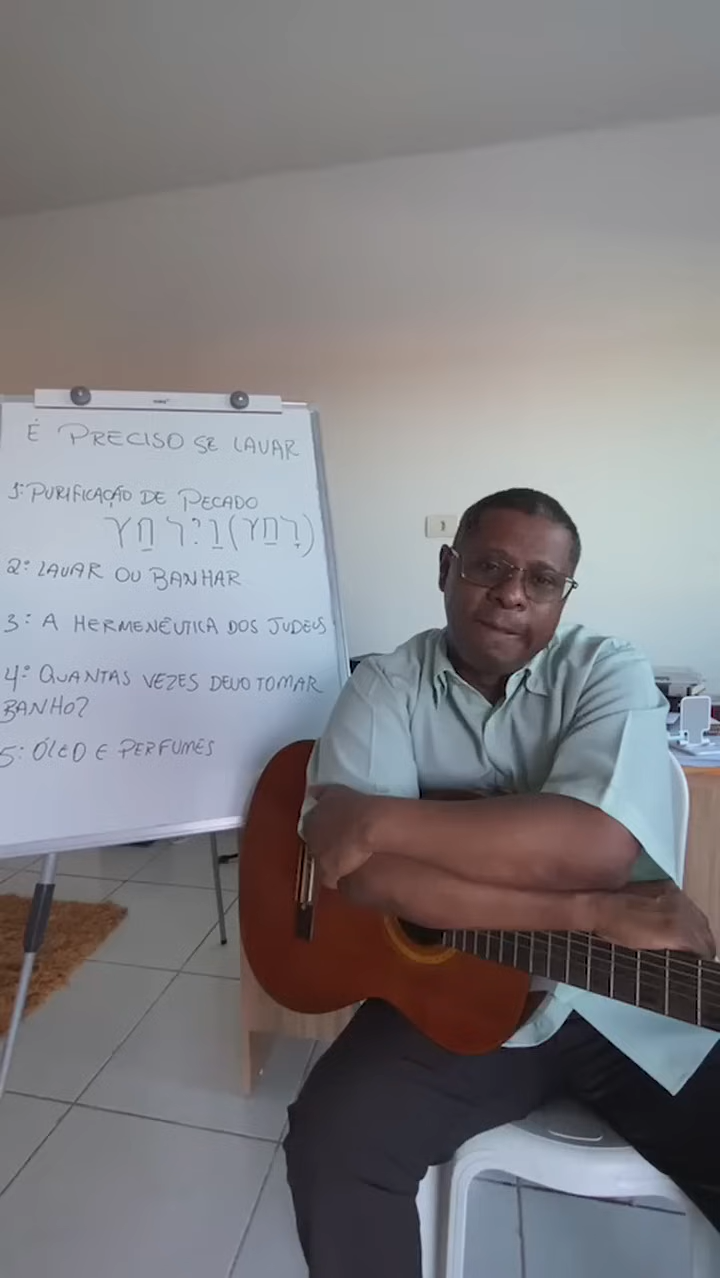 É PRECISO SE LAVAR
1º PURIFICAÇÃO DE PECADO
(רָחַץ)וַיִרחַץ
2º LAVAR OU BANHAR
3º A HERMENÊUTICA DOS JUDEUS
4º QUANTAS VEZES DEVO TOMAR
BANHO?
5º ÓLEO E PERFUMES